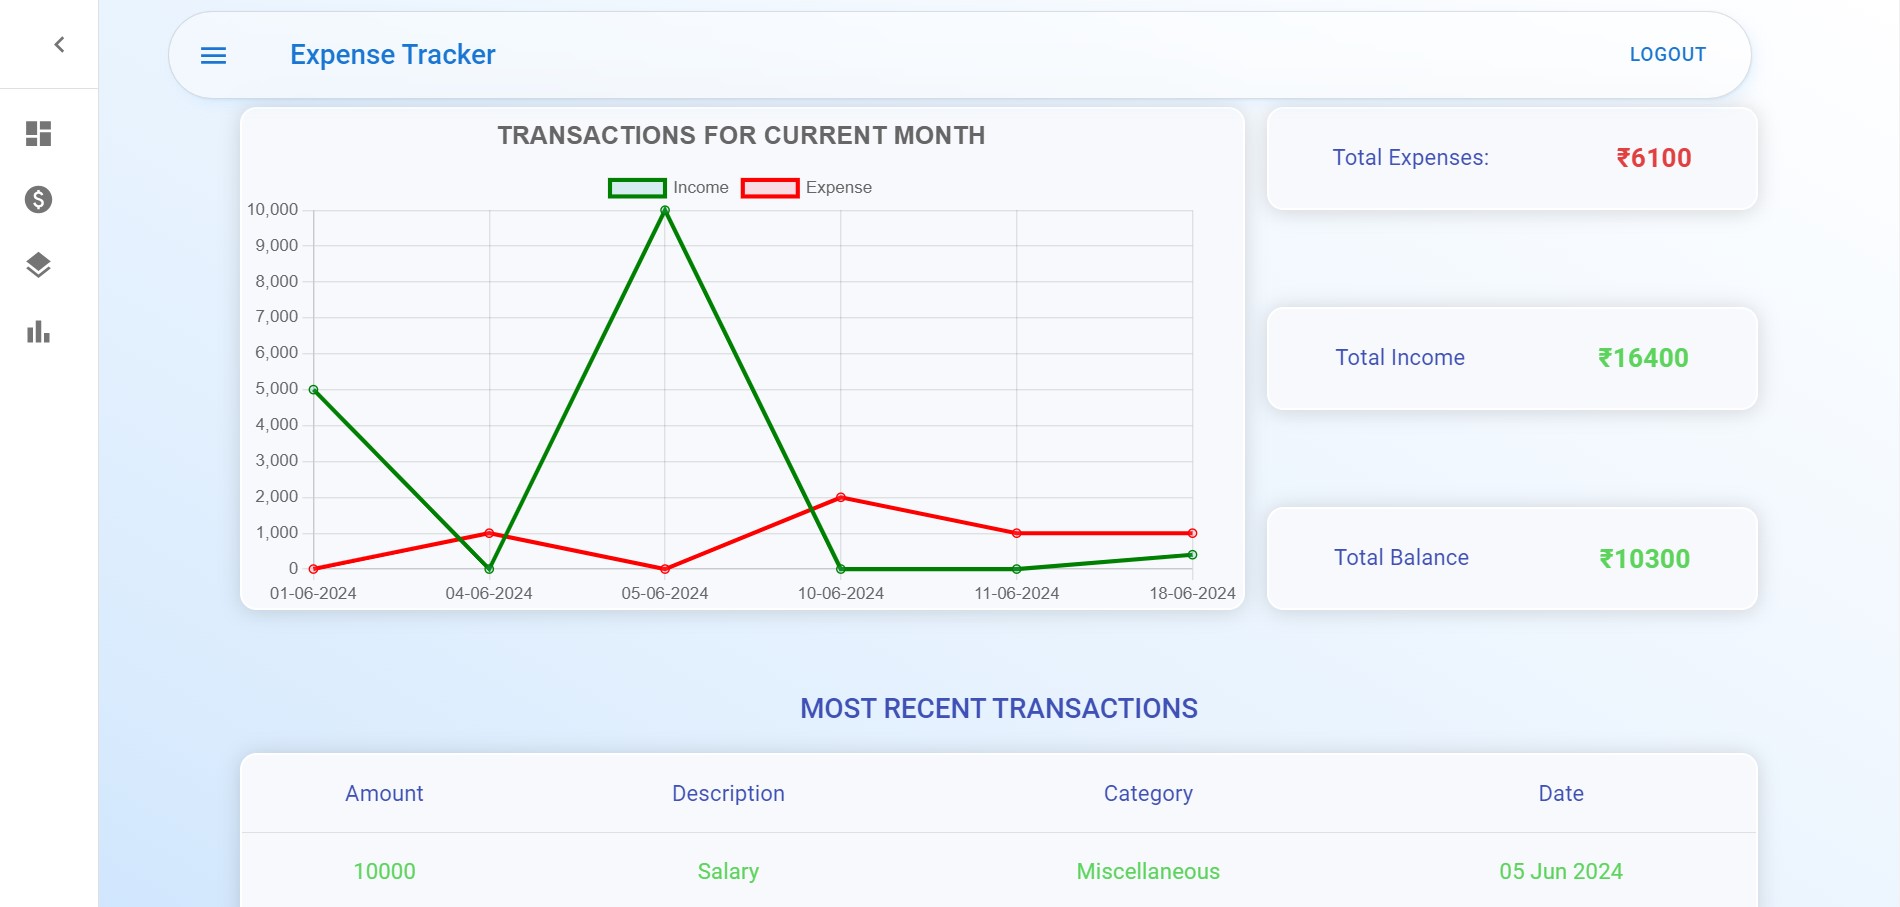 Expense Tracker
LOGOUT
TRANSACTIONS FOR CURRENT MONTH
Income Expense
10,000
9,000
8,000
7,000
6,000
5,000
4,000
3,000
2,000
1,000
0
01-06-2024 04-06-2024 05-06-2024 10-06-2024 11-06-2024 18-06-2024
Total Expenses: ₹6100
Total Income ₹16400
Total Balance ₹10300
MOST RECENT TRANSACTIONS
Amount Description Category Date
10000 Salary Miscellaneous 05 Jun 2024